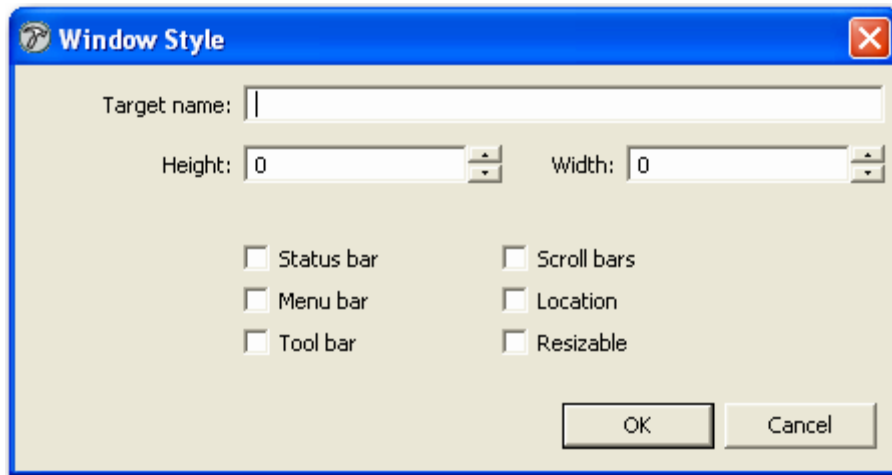 Window Style
Target name:
Height: 0 Width: 0
Status bar Scroll bars
Menu bar Location
Tool bar Resizable
OK Cancel